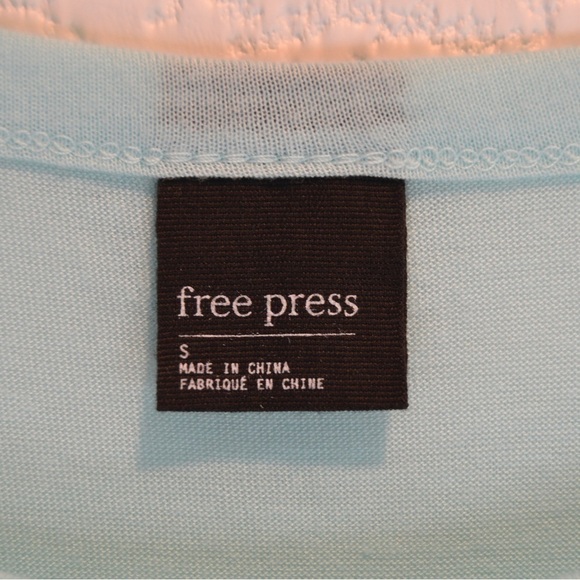 free press
S
MADE IN CHINA
FABRIQUÉ EN CHINE